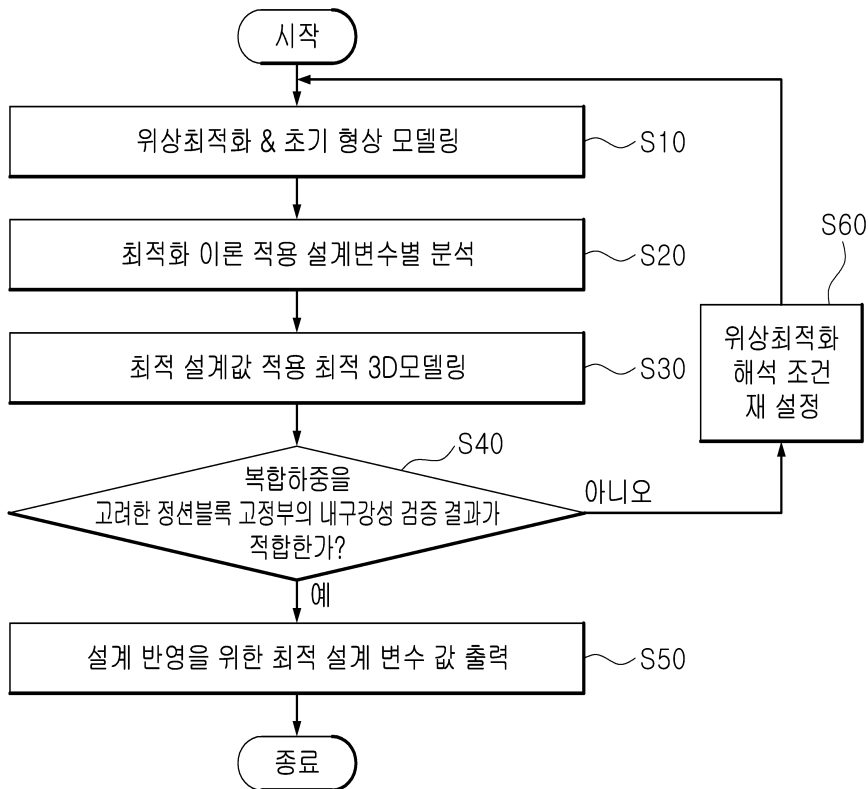 시작
위상최적화 & 초기 형상 모델링
S10
최적화 이론 적용 설계변수별 분석
S20
S60
위상최적화
해석 조건
재 설정
최적 설계값 적용 최적 3D모델링
S30
S40
복합하중을
고려한 정션블록 고정부의 내구강성 검증 결과가
적합한가?
아니오
예
설계 반영을 위한 최적 설계 변수 값 출력
S50
종료